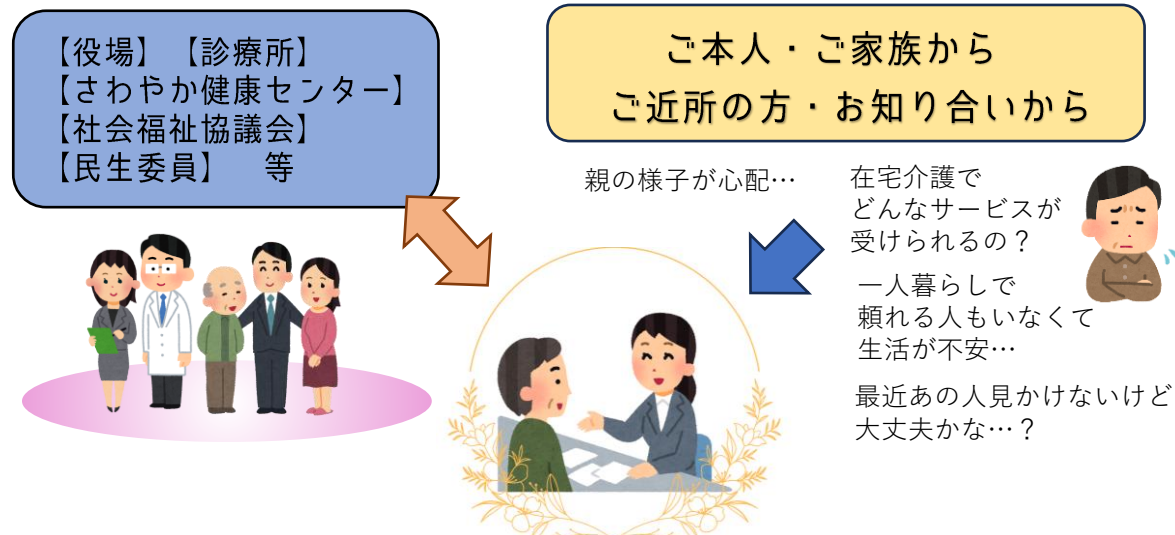 【役場】【診療所】
【さわやか健康センター】
【社会福祉協議会】
【民生委員】　等
ご本人・ご家族から
ご近所の方・お知り合いから
親の様子が心配…
在宅介護で
どんなサービスが
受けられるの？
一人暮らしで
頼れる人もいなくて
生活が不安…
最近あの人見かけないけど
大丈夫かな…？